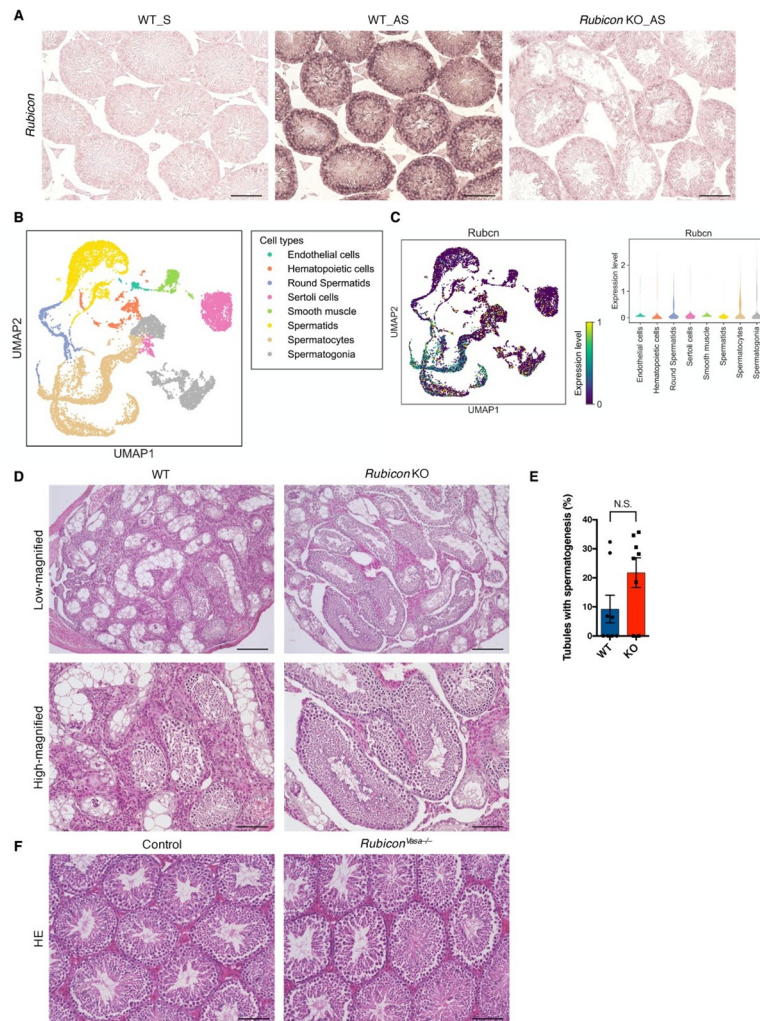 A
WT_S
WT_AS
Rubicon KO_AS
Rubicon
B
UMAP2
UMAP1
Cell types
Endothelial cells
Hematopoietic cells
Round Spermatids
Sertoli cells
Smooth muscle
Spermatids
Spermatocytes
Spermatogonia
C
Rubcn
UMAP2
UMAP1
1
0
Expression level
Rubcn
Expression level
2
1
0
Endothelial cells
Hematopoietic cells
Round Spermatids
Sertoli cells
Smooth muscle
Spermatids
Spermatocytes
Spermatogonia
D
WT
Rubicon KO
Low-magnified
High-magnified
E
N.S.
Tubules with spermatogenesis (%)
40
30
20
10
0
WT
KO
F
Control
Rubicon^Vasa–/–
HE